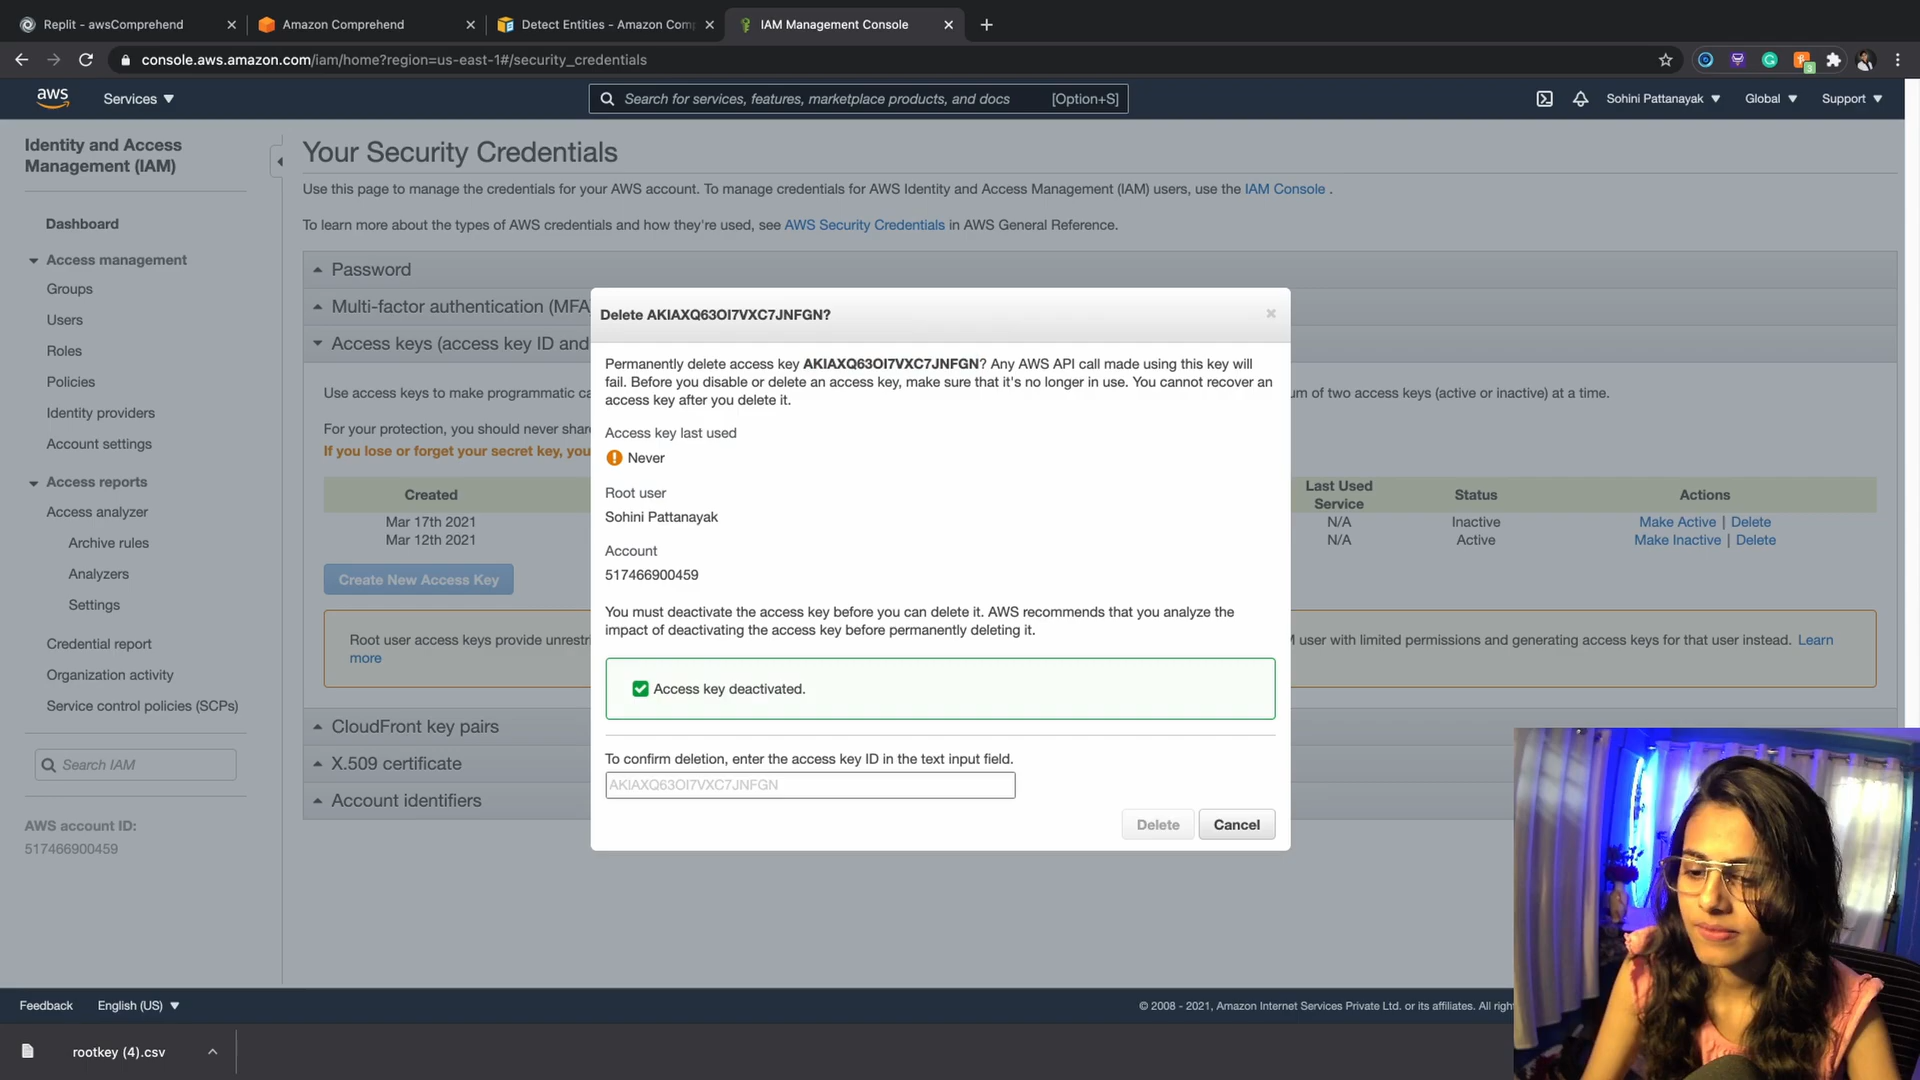 Replit - awsComprehend
Amazon Comprehend
Detect Entities - Amazon Com
IAM Management Console
console.aws.amazon.com/iam/home?region=us-east-1#/security_credentials
3
aws
Services
Search for services, features, marketplace products, and docs [Option+S]
Sohini Pattanayak
Global
Support
Identity and Access
Management (IAM)
Dashboard
Access management
Groups
Users
Roles
Policies
Identity providers
Account settings
Access reports
Access analyzer
Archive rules
Analyzers
Settings
Credential report
Organization activity
Service control policies (SCPs)
Search IAM
AWS account ID:
517466900459
Your Security Credentials
Use this page to manage the credentials for your AWS account. To manage credentials for AWS Identity and Access Management (IAM) users, use the IAM Console .
To learn more about the types of AWS credentials and how they're used, see AWS Security Credentials in AWS General Reference.
Password
Multi-factor authentication (MFA
Access keys (access key ID and
Use access keys to make programmatic ca
um of two access keys (active or inactive) at a time.
For your protection, you should never share
If you lose or forget your secret key, you
Created
Last Used
Service
Status
Actions
Mar 17th 2021
N/A
Inactive
Make Active | Delete
Mar 12th 2021
N/A
Active
Make Inactive | Delete
Create New Access Key
Root user access keys provide unrestri
M user with limited permissions and generating access keys for that user instead. Learn
more
CloudFront key pairs
X.509 certificate
Account identifiers
Delete AKIAXQ63OI7VXC7JNFGN?
Permanently delete access key AKIAXQ63OI7VXC7JNFGN? Any AWS API call made using this key will
fail. Before you disable or delete an access key, make sure that it's no longer in use. You cannot recover an
access key after you delete it.
Access key last used
Never
Root user
Sohini Pattanayak
Account
517466900459
You must deactivate the access key before you can delete it. AWS recommends that you analyze the
impact of deactivating the access key before permanently deleting it.
Access key deactivated.
To confirm deletion, enter the access key ID in the text input field.
AKIAXQ63OI7VXC7JNFGN
Delete
Cancel
Feedback
English (US)
© 2008 - 2021, Amazon Internet Services Private Ltd. or its affiliates. All righ
rootkey (4).csv